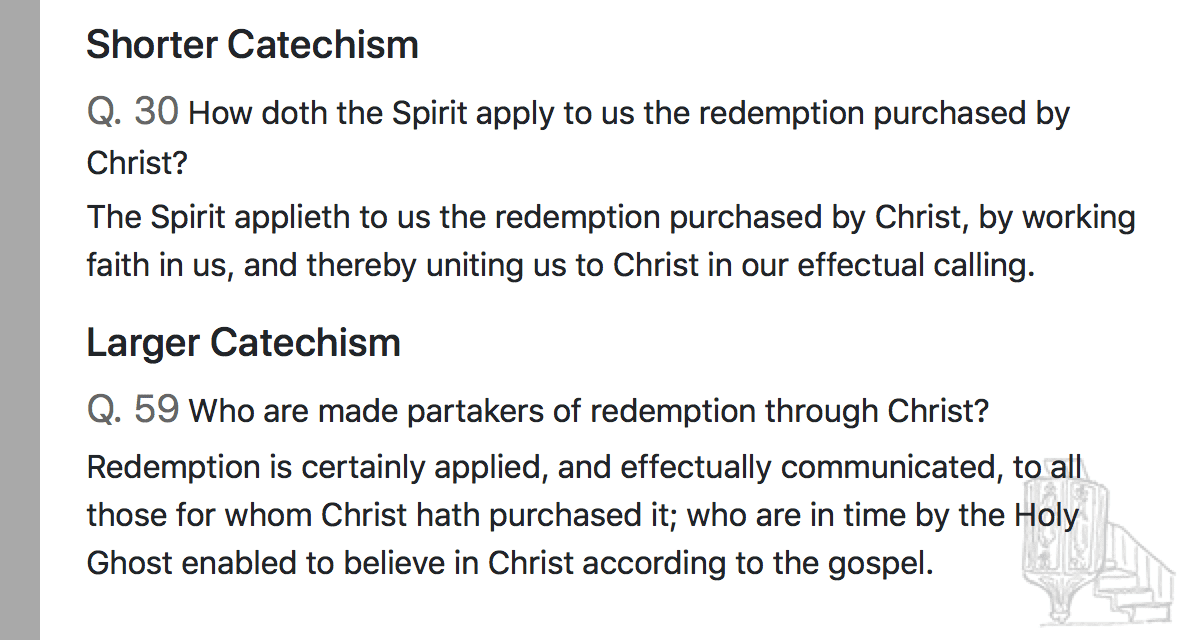 Shorter Catechism
Q. 30 How doth the Spirit apply to us the redemption purchased by
Christ?
The Spirit applieth to us the redemption purchased by Christ, by working
faith in us, and thereby uniting us to Christ in our effectual calling.
Larger Catechism
Q. 59 Who are made partakers of redemption through Christ?
Redemption is certainly applied, and effectually communicated, to all
those for whom Christ hath purchased it; who are in time by the Holy
Ghost enabled to believe in Christ according to the gospel.